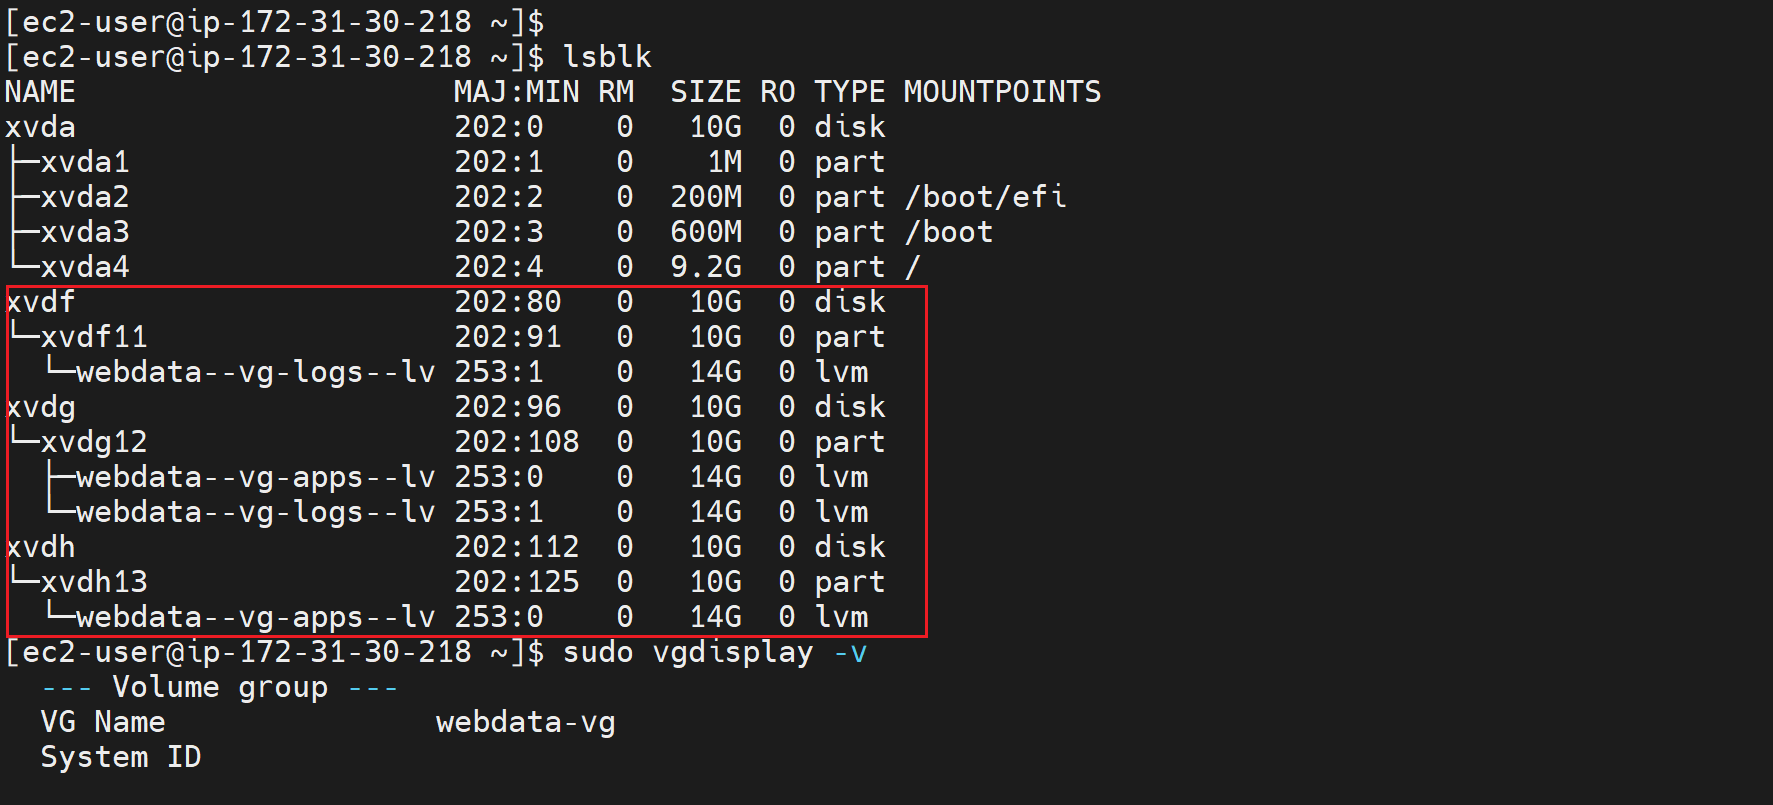 [ec2-user@ip-172-31-30-218 ~]$
[ec2-user@ip-172-31-30-218 ~]$ lsblk
NAME                     MAJ:MIN RM  SIZE RO TYPE MOUNTPOINTS
xvda                     202:0    0   10G  0 disk
├─xvda1                  202:1    0    1M  0 part
├─xvda2                  202:2    0  200M  0 part /boot/efi
├─xvda3                  202:3    0  600M  0 part /boot
└─xvda4                  202:4    0  9.2G  0 part /
xvdf                     202:80   0   10G  0 disk
└─xvdf11                 202:91   0   10G  0 part
  └─webdata--vg-logs--lv 253:1    0   14G  0 lvm
xvdg                     202:96   0   10G  0 disk
└─xvdg12                 202:108  0   10G  0 part
  ├─webdata--vg-apps--lv 253:0    0   14G  0 lvm
  └─webdata--vg-logs--lv 253:1    0   14G  0 lvm
xvdh                     202:112  0   10G  0 disk
└─xvdh13                 202:125  0   10G  0 part
  └─webdata--vg-apps--lv 253:0    0   14G  0 lvm
[ec2-user@ip-172-31-30-218 ~]$ sudo vgdisplay -v
  --- Volume group ---
  VG Name               webdata-vg
  System ID